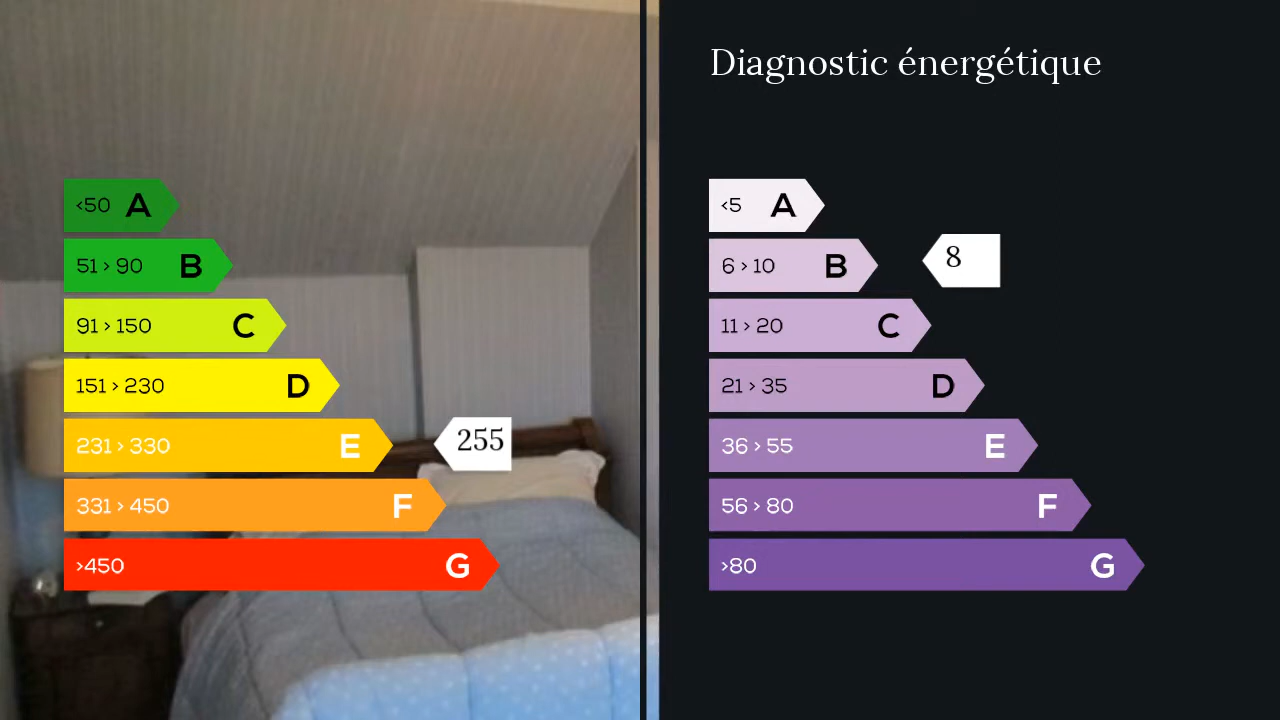 Diagnostic énergétique
<50 A
51 > 90 B
91 > 150 C
151 > 230 D
231 > 330 E
255
331 > 450 F
>450 G
<5 A
6 > 10 B
8
11 > 20 C
21 > 35 D
36 > 55 E
56 > 80 F
>80 G